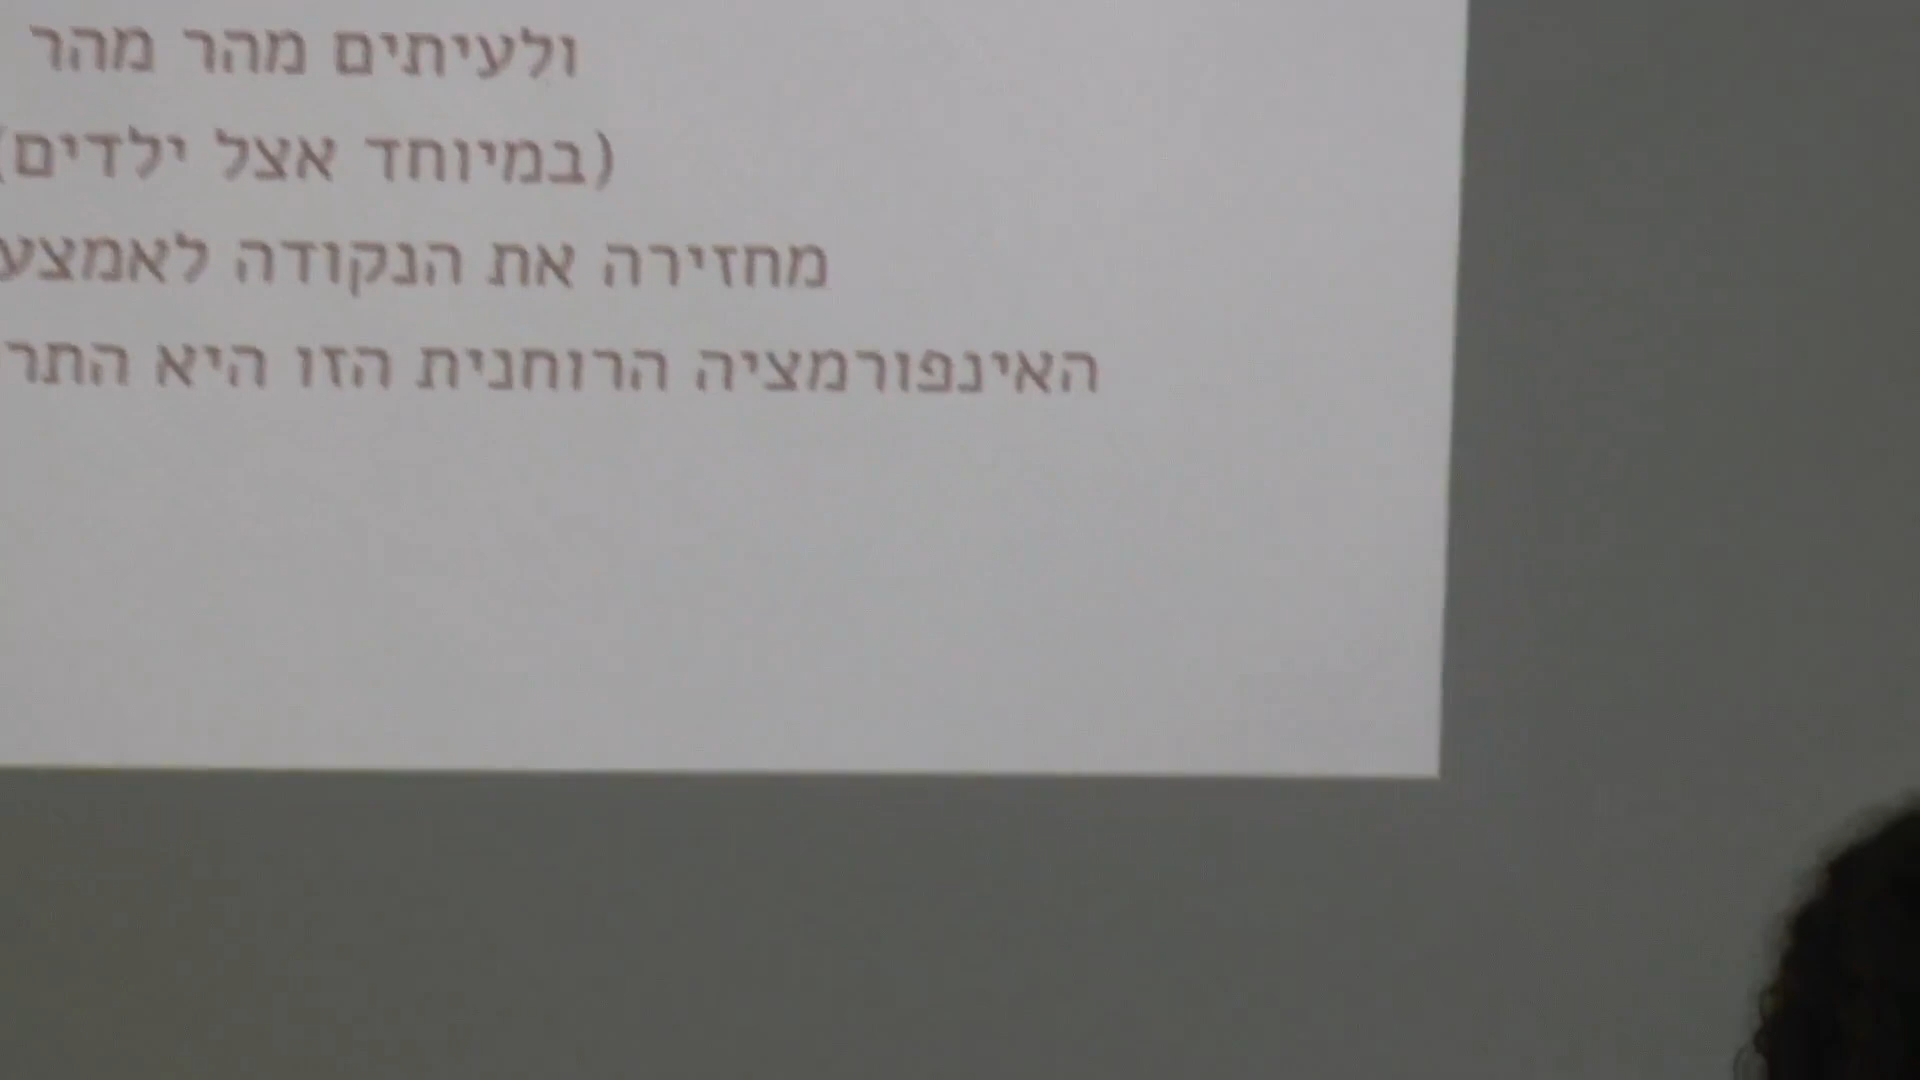 ולעיתים מהר מהר
(במיוחד אצל ילדים)
מחזירה את הנקודה לאמצע
האינפורמציה הרוחנית הזו היא התר